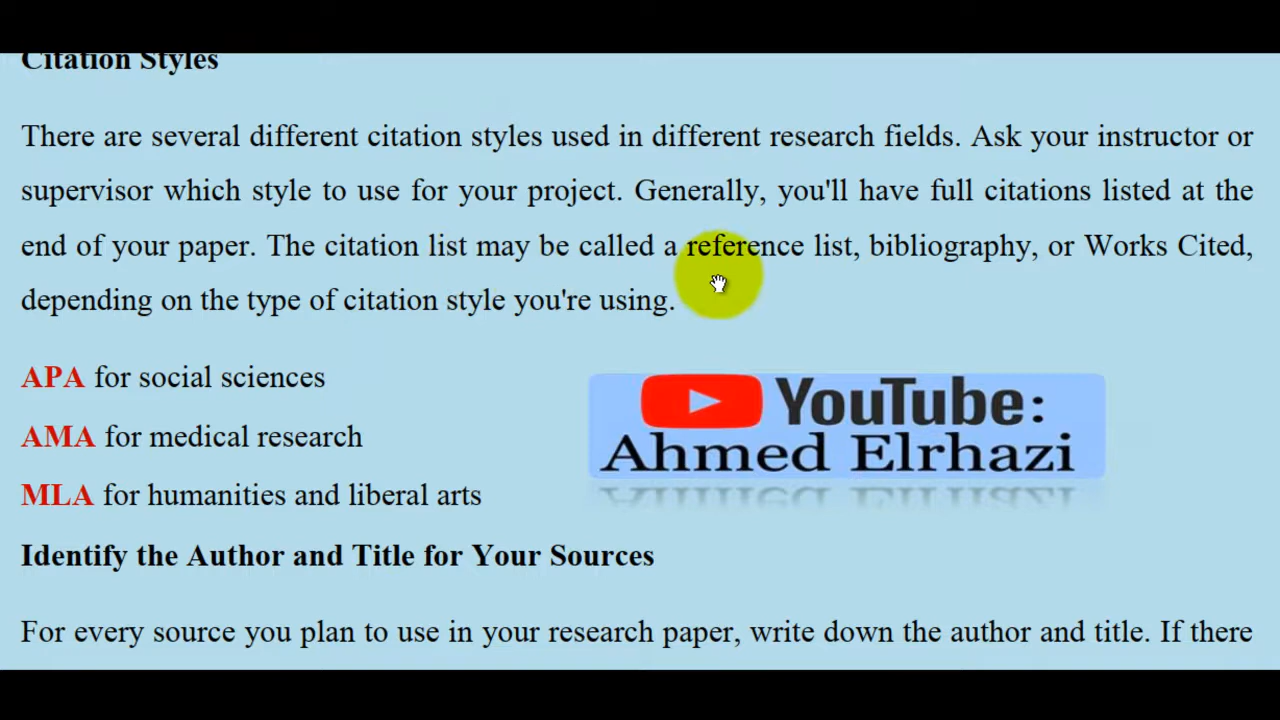 Citation Styles
There are several different citation styles used in different research fields. Ask your instructor or
supervisor which style to use for your project. Generally, you'll have full citations listed at the
end of your paper. The citation list may be called a reference list, bibliography, or Works Cited,
depending on the type of citation style you're using.
APA for social sciences
AMA for medical research
MLA for humanities and liberal arts
YouTube:
Ahmed Elrhazi
Identify the Author and Title for Your Sources
For every source you plan to use in your research paper, write down the author and title. If there